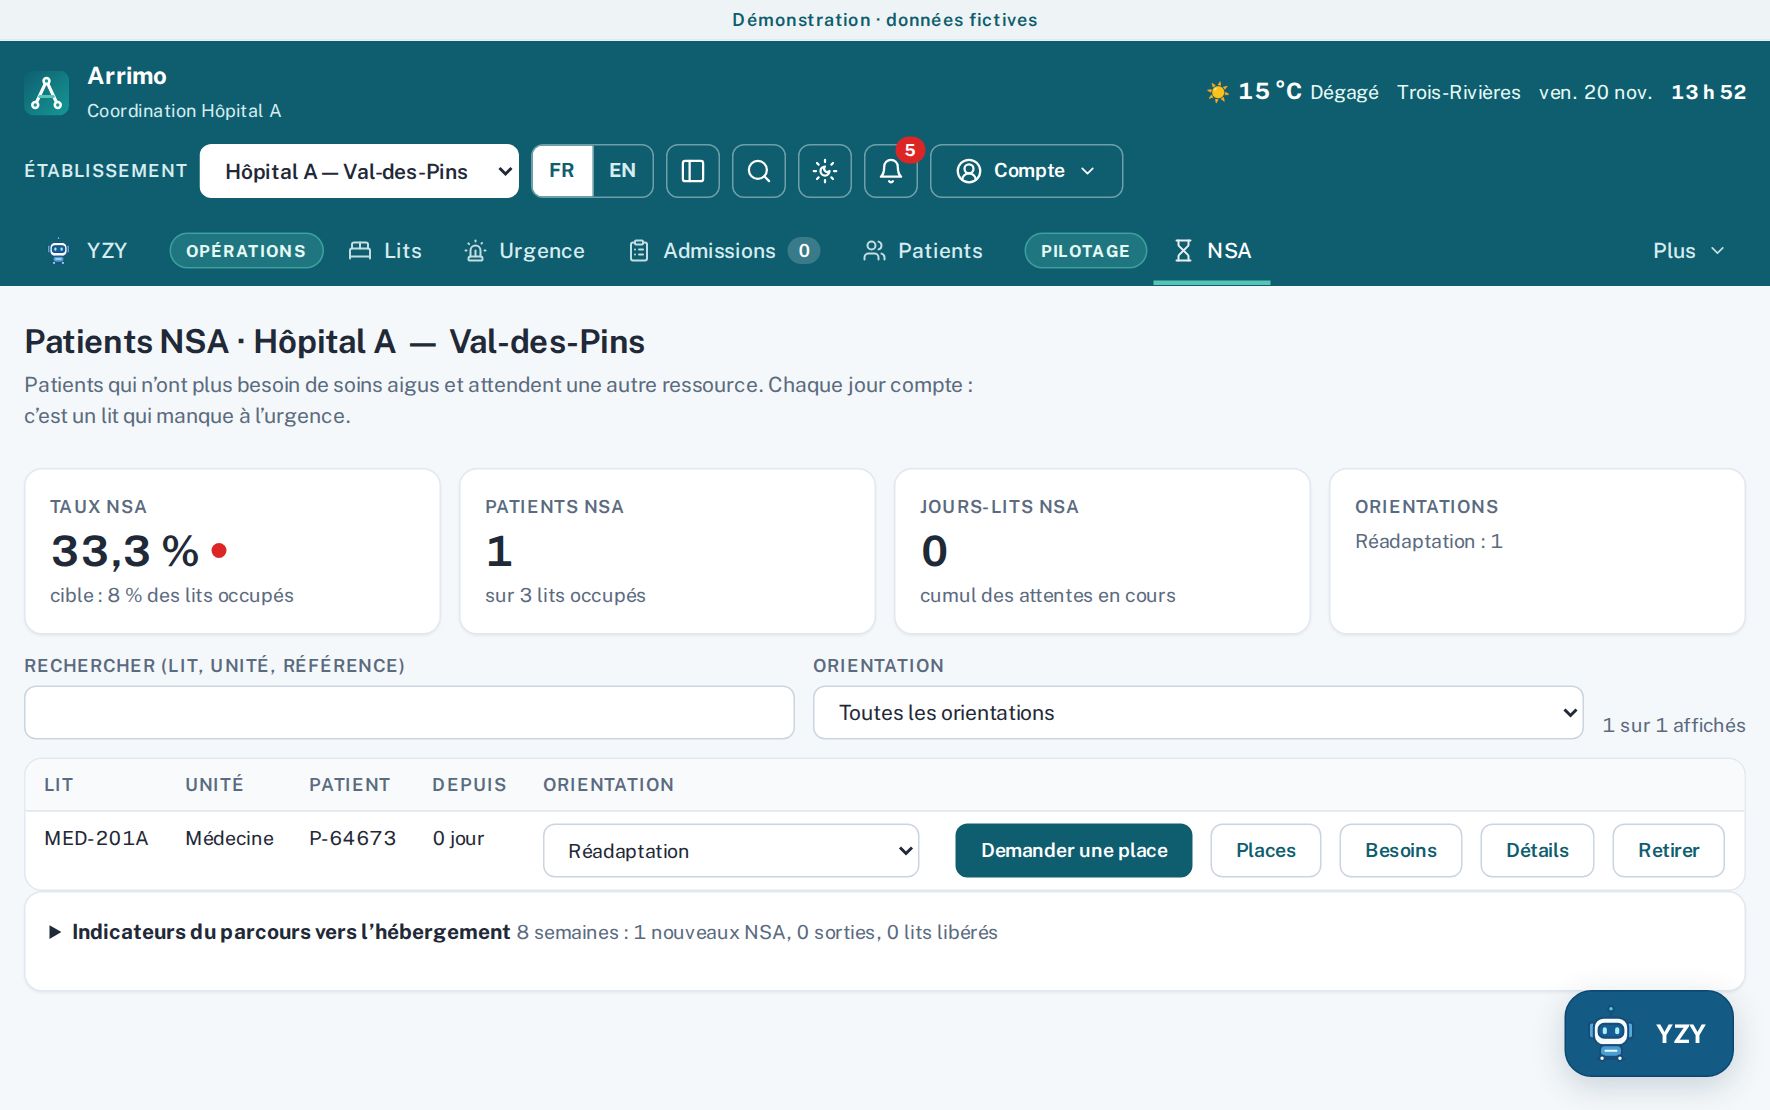 Démonstration · données fictives
Arrimo
Coordination Hôpital A
15 °C Dégagé Trois-Rivières ven. 20 nov. 13 h 52
ÉTABLISSEMENT Hôpital A — Val-des-Pins FR EN 5 Compte
YZY OPÉRATIONS Lits Urgence Admissions 0 Patients PILOTAGE NSA Plus
Patients NSA · Hôpital A — Val-des-Pins
Patients qui n’ont plus besoin de soins aigus et attendent une autre ressource. Chaque jour compte :
c’est un lit qui manque à l’urgence.
TAUX NSA
33,3 %
cible : 8 % des lits occupés
PATIENTS NSA
1
sur 3 lits occupés
JOURS-LITS NSA
0
cumul des attentes en cours
ORIENTATIONS
Réadaptation : 1
RECHERCHER (LIT, UNITÉ, RÉFÉRENCE)
ORIENTATION
Toutes les orientations
1 sur 1 affichés
LIT UNITÉ PATIENT DEPUIS ORIENTATION
MED-201A Médecine P-64673 0 jour Réadaptation Demander une place Places Besoins Détails Retirer
Indicateurs du parcours vers l’hébergement 8 semaines : 1 nouveaux NSA, 0 sorties, 0 lits libérés
YZY